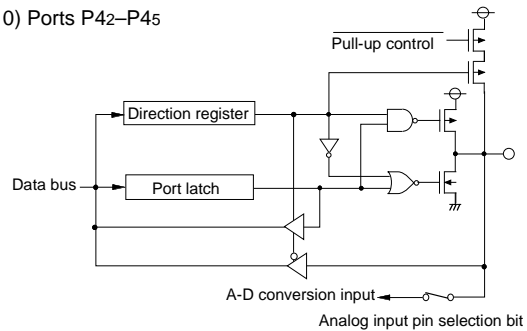 0) Ports P42–P45
Pull-up control
Direction register
Data bus
Port latch
A-D conversion input
Analog input pin selection bit